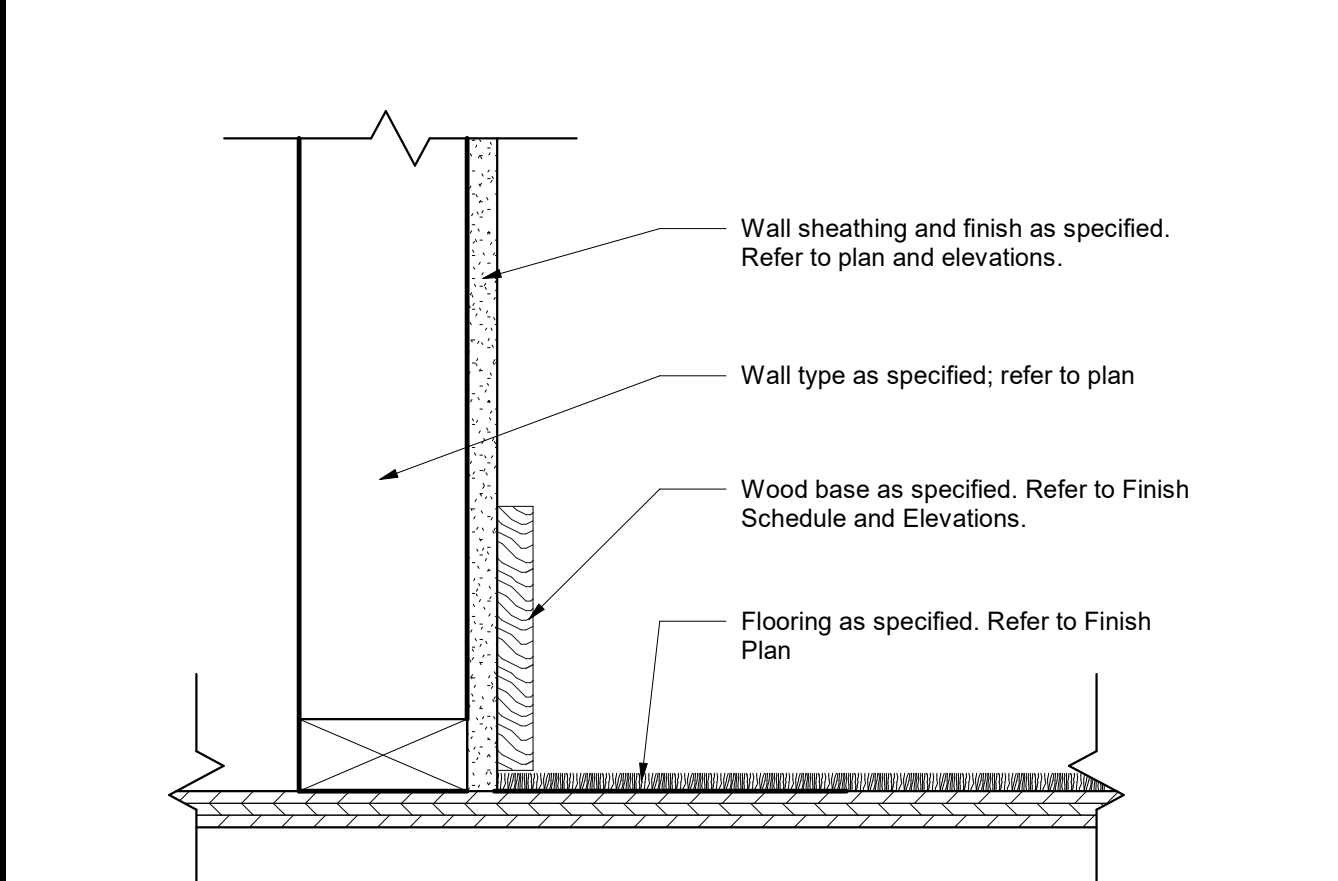 Wall sheathing and finish as specified.
Refer to plan and elevations.
Wall type as specified; refer to plan
Wood base as specified. Refer to Finish
Schedule and Elevations.
Flooring as specified. Refer to Finish
Plan